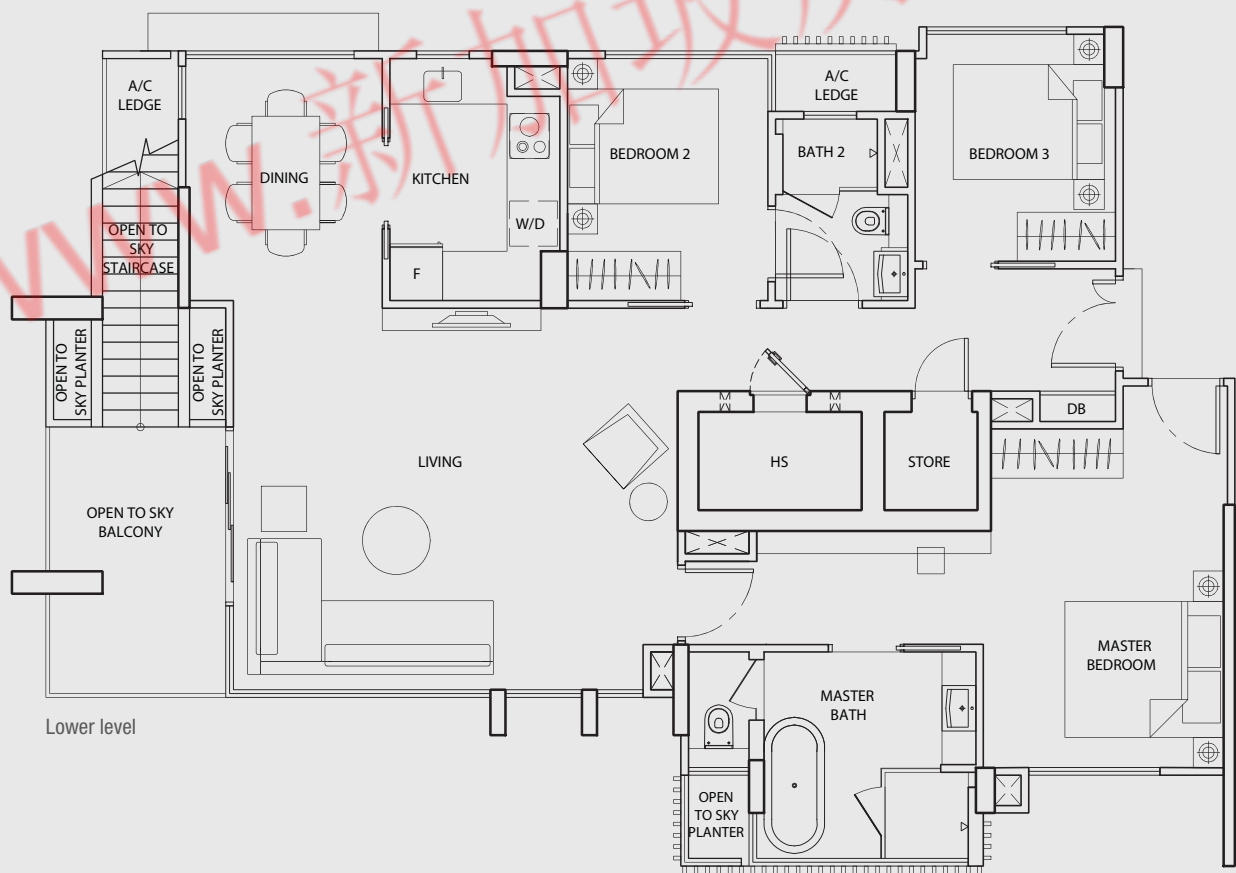 www.新加坡
A/C
LEDGE
DINING
KITCHEN
W/D
F
BEDROOM 2
A/C
LEDGE
BATH 2
BEDROOM 3
OPEN TO
SKY
STAIRCASE
OPEN TO
SKY PLANTER
OPEN TO
SKY PLANTER
OPEN TO SKY
BALCONY
LIVING
HS
STORE
DB
MASTER
BEDROOM
MASTER
BATH
OPEN
TO SKY
PLANTER
Lower level